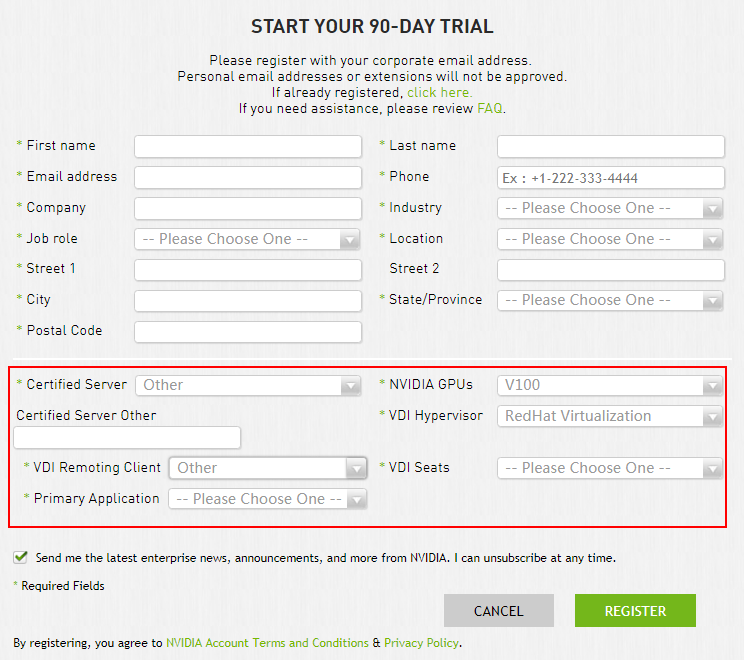 START YOUR 90-DAY TRIAL
Please register with your corporate email address.
Personal email addresses or extensions will not be approved.
If already registered, click here.
If you need assistance, please review FAQ.
* First name
* Last name
* Email address
* Phone Ex : +1-222-333-4444
* Company
* Industry -- Please Choose One --
* Job role -- Please Choose One --
* Location -- Please Choose One --
* Street 1
Street 2
* City
* State/Province -- Please Choose One --
* Postal Code
* Certified Server Other
* NVIDIA GPUs V100
Certified Server Other
* VDI Hypervisor RedHat Virtualization
* VDI Remoting Client Other
* VDI Seats -- Please Choose One --
* Primary Application -- Please Choose One --
Send me the latest enterprise news, announcements, and more from NVIDIA. I can unsubscribe at any time.
* Required Fields
CANCEL
REGISTER
By registering, you agree to NVIDIA Account Terms and Conditions & Privacy Policy.